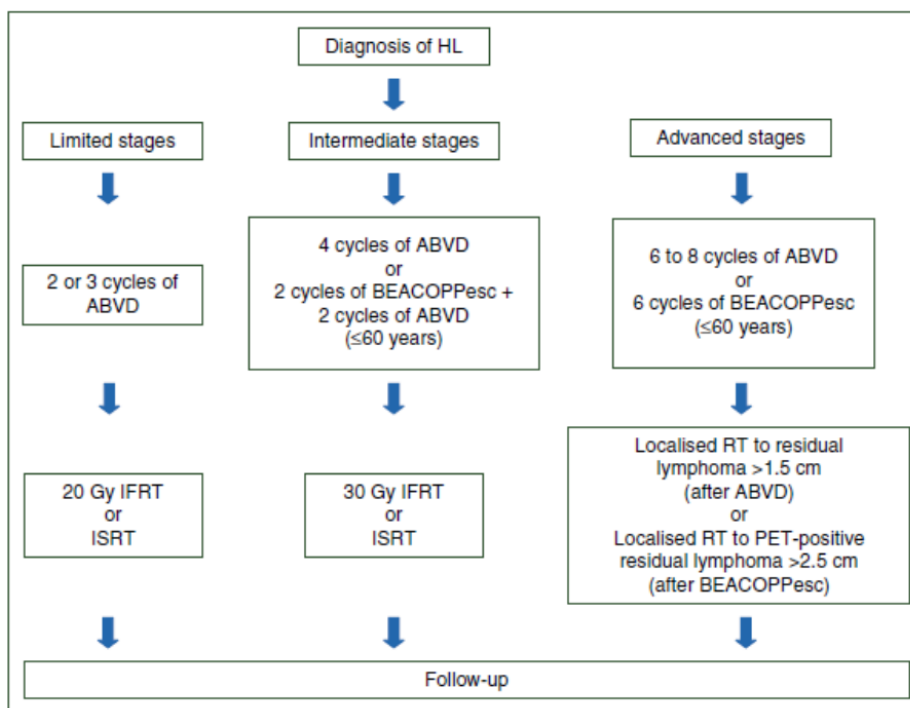 Diagnosis of HL
Limited stages
Intermediate stages
Advanced stages
2 or 3 cycles of
ABVD
4 cycles of ABVD
or
2 cycles of BEACOPPesc +
2 cycles of ABVD
(≤60 years)
6 to 8 cycles of ABVD
or
6 cycles of BEACOPPesc
(≤60 years)
20 Gy IFRT
or
ISRT
30 Gy IFRT
or
ISRT
Localised RT to residual
lymphoma >1.5 cm
(after ABVD)
or
Localised RT to PET-positive
residual lymphoma >2.5 cm
(after BEACOPPesc)
Follow-up